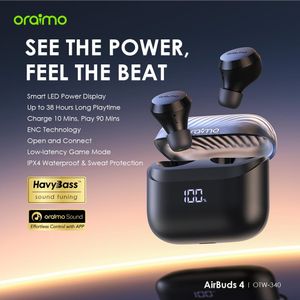 oraimo
SEE THE POWER,
FEEL THE BEAT
Smart LED Power Display
Up to 38 Hours Long Playtime
Charge 10 Mins, Play 90 Mins
ENC Technology
Open and Connect
Low-latency Game Mode
IPX4 Waterproof & Sweat Protection
HavyBass
sound tuning
oraimo Sound
Effortless Control with APP
100%
oraimo
AirBuds 4 / OTW-340